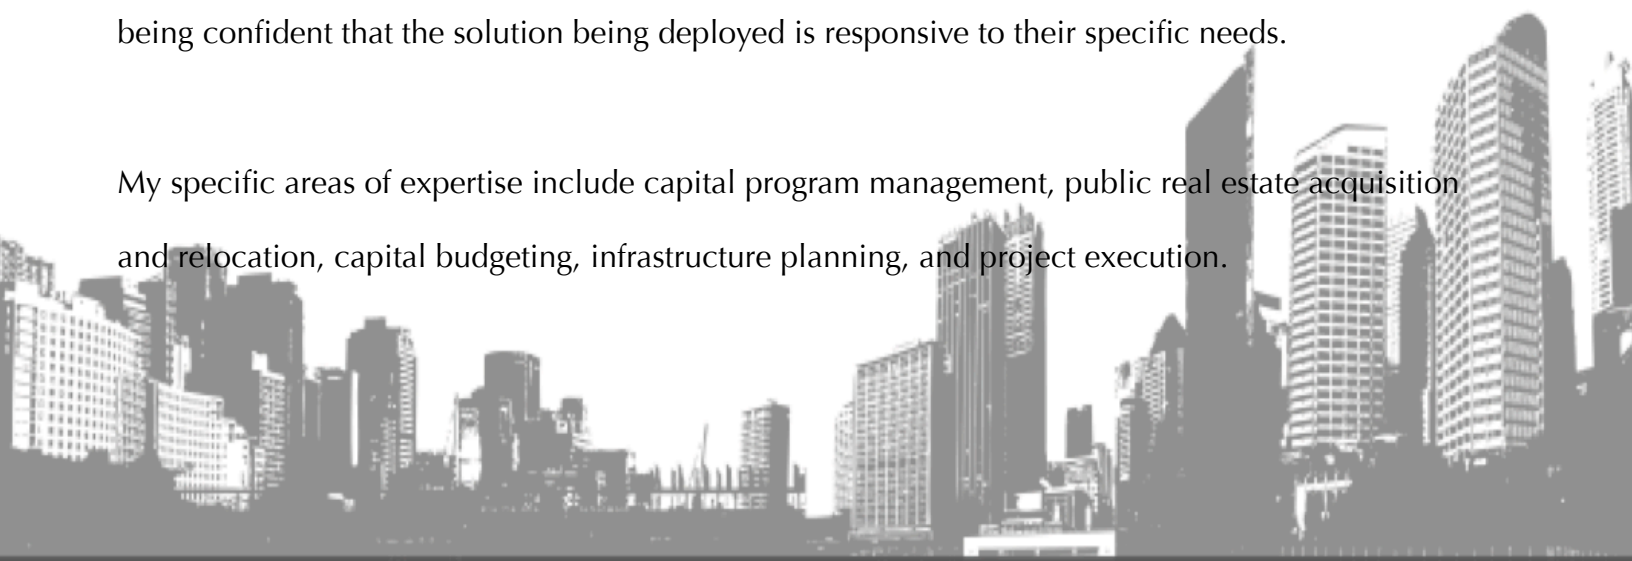 being confident that the solution being deployed is responsive to their specific needs.
My specific areas of expertise include capital program management, public real estate acquisition
and relocation, capital budgeting, infrastructure planning, and project execution.